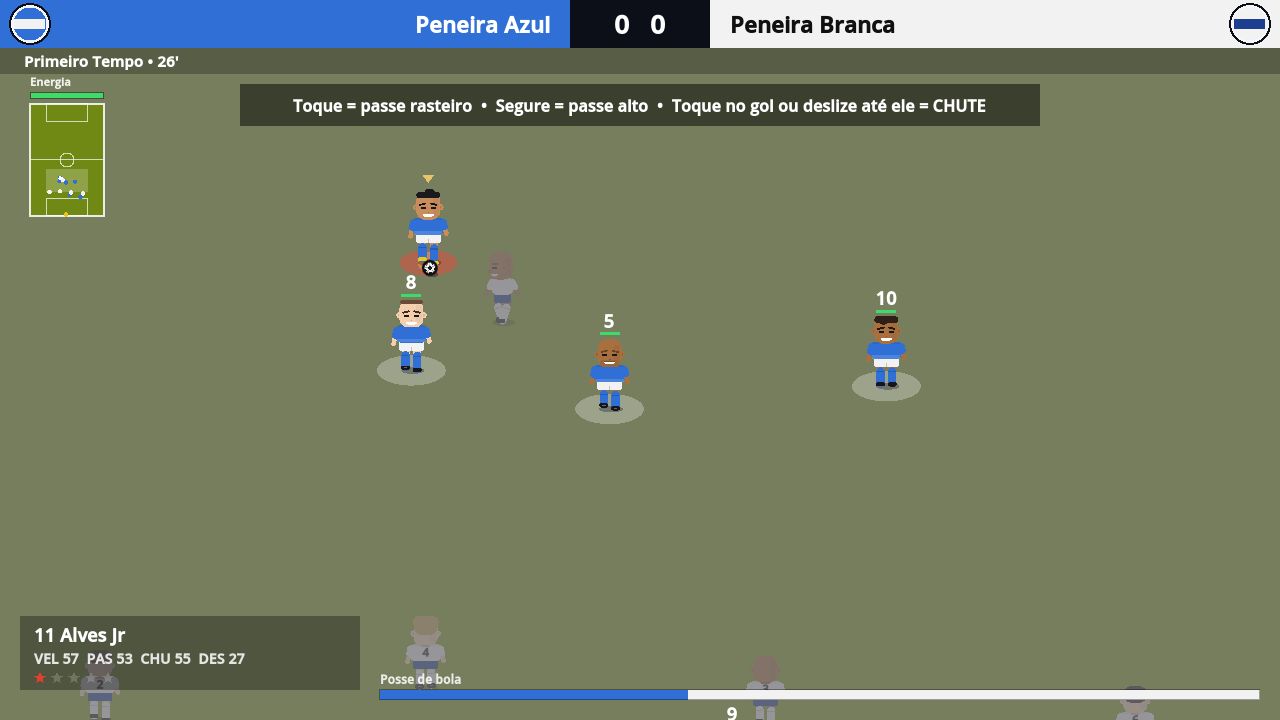 Peneira Azul
0 0
Peneira Branca
Primeiro Tempo • 26'
Energia
Toque = passe rasteiro • Segure = passe alto • Toque no gol ou deslize até ele = CHUTE
8
5
10
11 Alves Jr
VEL 57 PAS 53 CHU 55 DES 27
2
4
Posse de bola
9